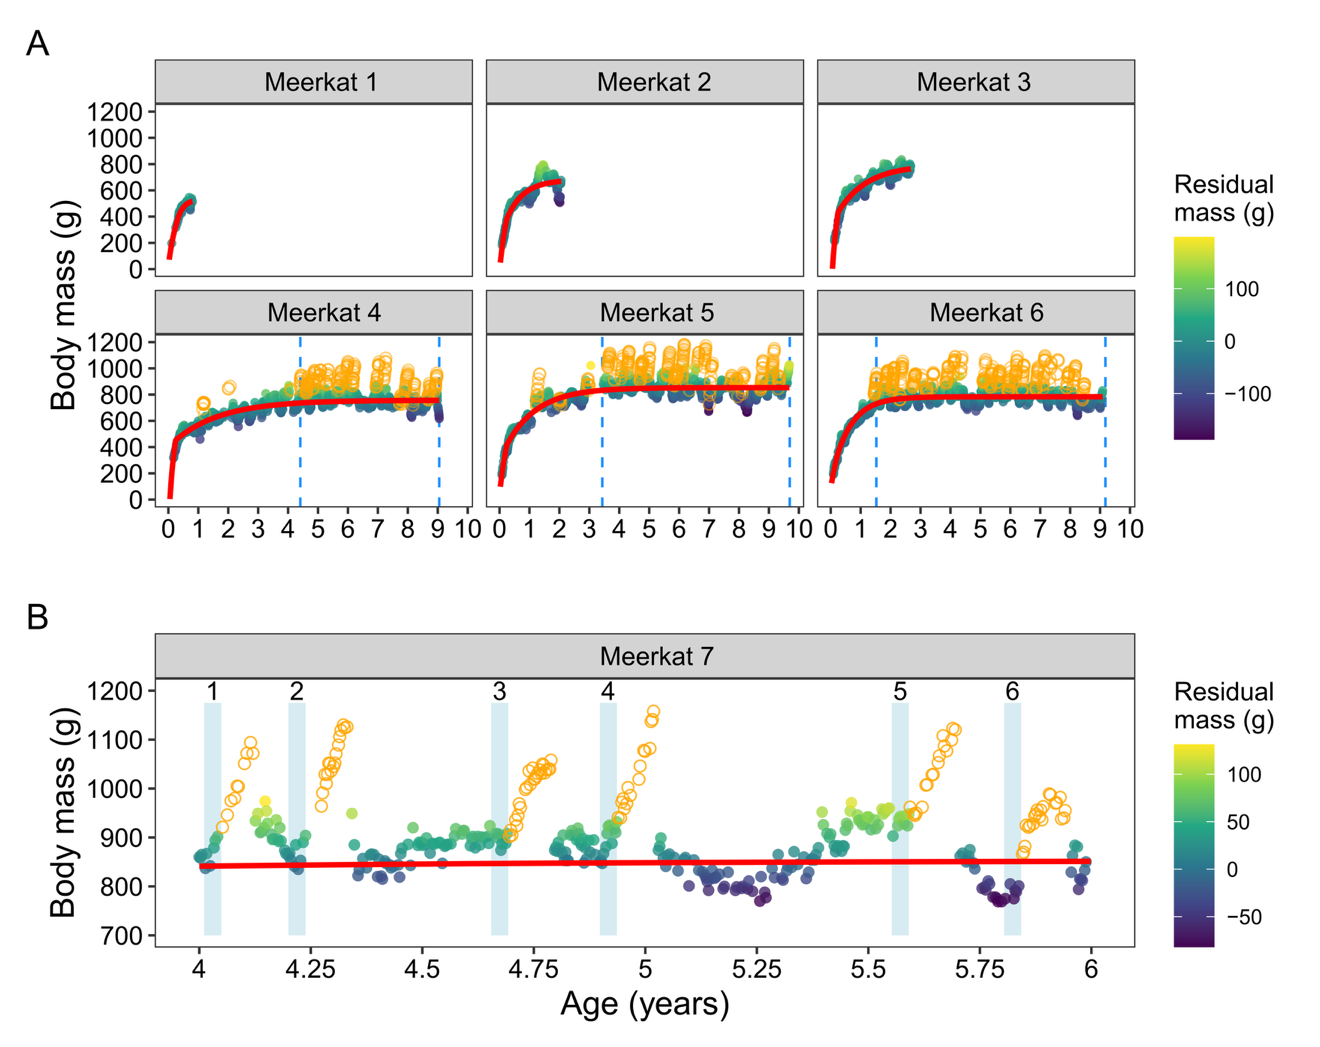 A
Meerkat 1 Meerkat 2 Meerkat 3
1200
1000
800
600
400
200
0
Meerkat 4 Meerkat 5 Meerkat 6
1200
1000
800
600
400
200
0
Body mass (g)
0 1 2 3 4 5 6 7 8 9 10 0 1 2 3 4 5 6 7 8 9 10 0 1 2 3 4 5 6 7 8 9 10
Residual
mass (g)
100
0
−100
B
Meerkat 7
1 2 3 4 5 6
1200
1100
1000
900
800
700
Body mass (g)
4 4.25 4.5 4.75 5 5.25 5.5 5.75 6
Age (years)
Residual
mass (g)
100
50
0
−50